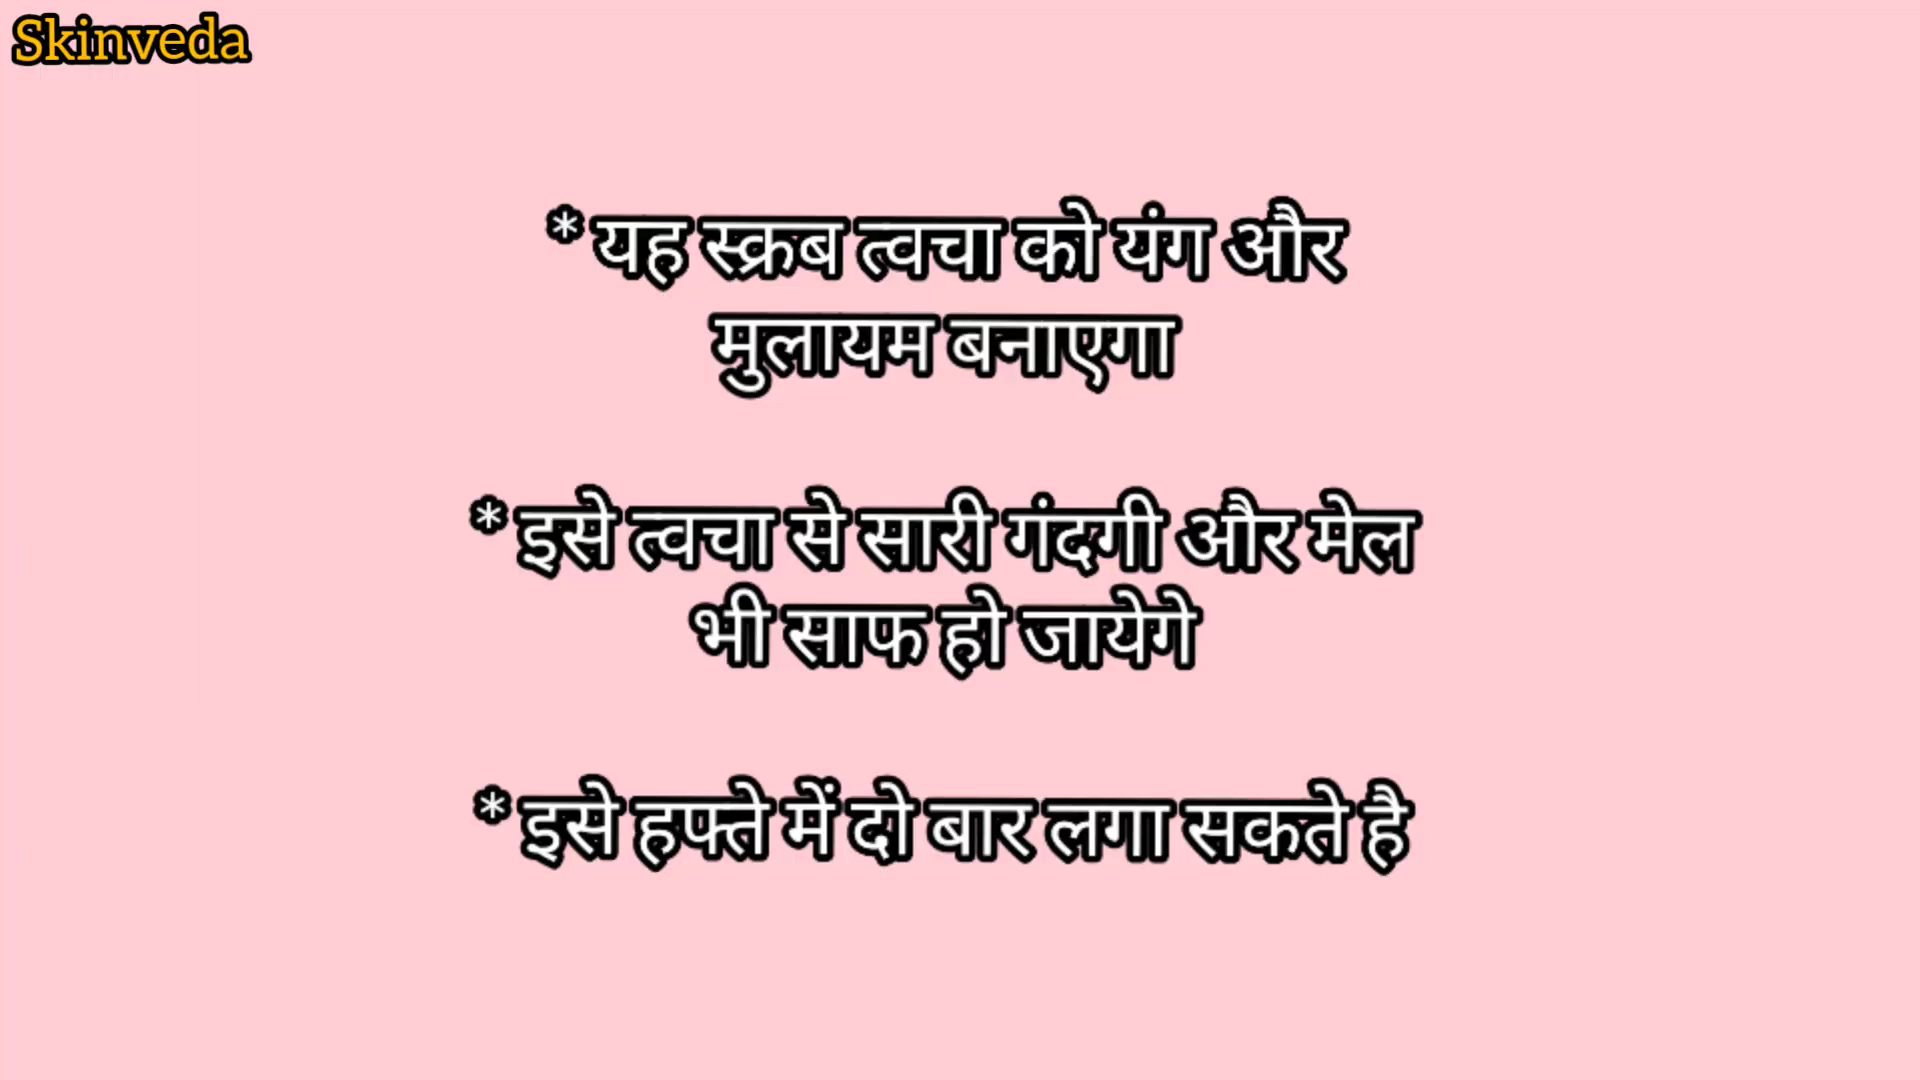 Skinveda
* यह स्क्रब त्वचा को यंग और
मुलायम बनाएगा
* इसे त्वचा से सारी गंदगी और मेल
भी साफ हो जायेगे
* इसे हफ्ते में दो बार लगा सकते है